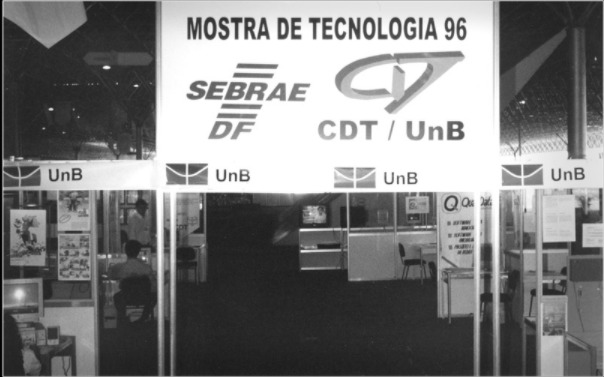 MOSTRA DE TECNOLOGIA 96
SEBRAE
DF
CDT / UnB
UnB
UnB
UnB
UnB